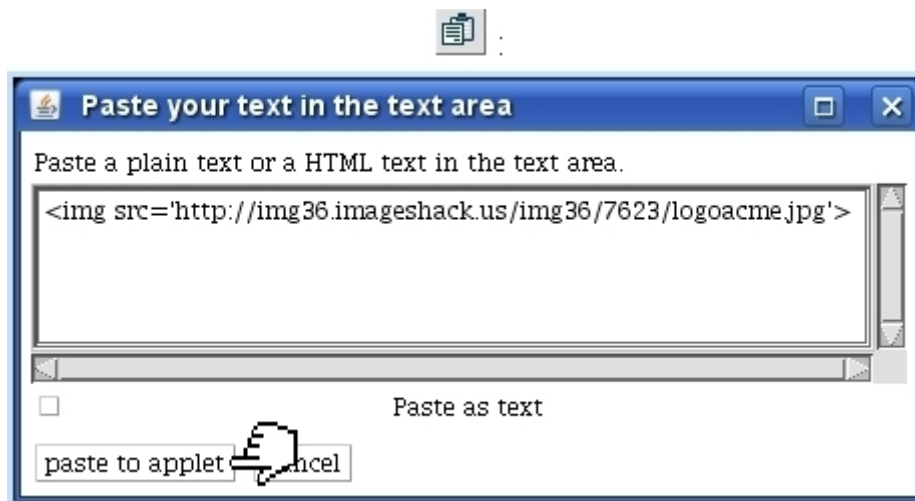 :
Paste your text in the text area
Paste a plain text or a HTML text in the text area.
<img src='http://img36.imageshack.us/img36/7623/logoacme.jpg'>
Paste as text
paste to applet